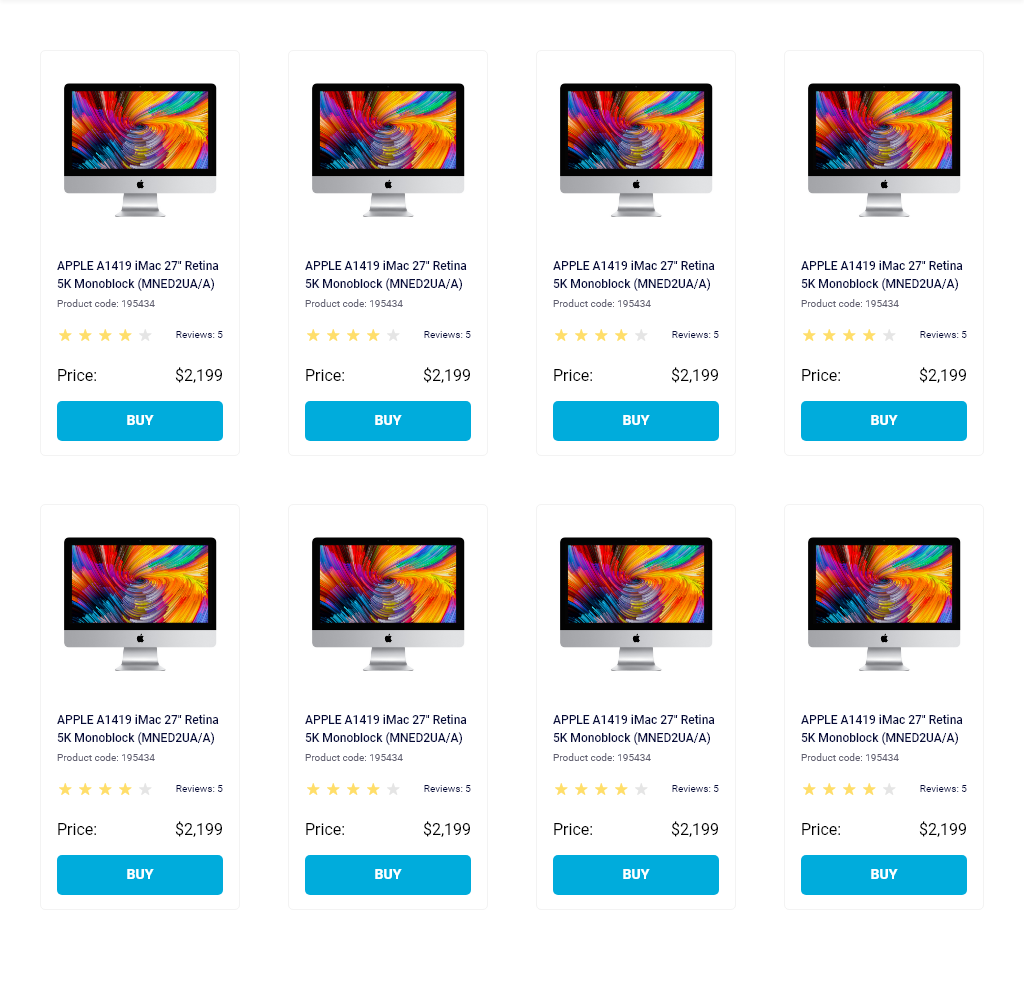 APPLE A1419 iMac 27" Retina
5K Monoblock (MNED2UA/A)
Product code: 195434
Reviews: 5
Price: $2,199
BUY
APPLE A1419 iMac 27" Retina
5K Monoblock (MNED2UA/A)
Product code: 195434
Reviews: 5
Price: $2,199
BUY
APPLE A1419 iMac 27" Retina
5K Monoblock (MNED2UA/A)
Product code: 195434
Reviews: 5
Price: $2,199
BUY
APPLE A1419 iMac 27" Retina
5K Monoblock (MNED2UA/A)
Product code: 195434
Reviews: 5
Price: $2,199
BUY
APPLE A1419 iMac 27" Retina
5K Monoblock (MNED2UA/A)
Product code: 195434
Reviews: 5
Price: $2,199
BUY
APPLE A1419 iMac 27" Retina
5K Monoblock (MNED2UA/A)
Product code: 195434
Reviews: 5
Price: $2,199
BUY
APPLE A1419 iMac 27" Retina
5K Monoblock (MNED2UA/A)
Product code: 195434
Reviews: 5
Price: $2,199
BUY
APPLE A1419 iMac 27" Retina
5K Monoblock (MNED2UA/A)
Product code: 195434
Reviews: 5
Price: $2,199
BUY